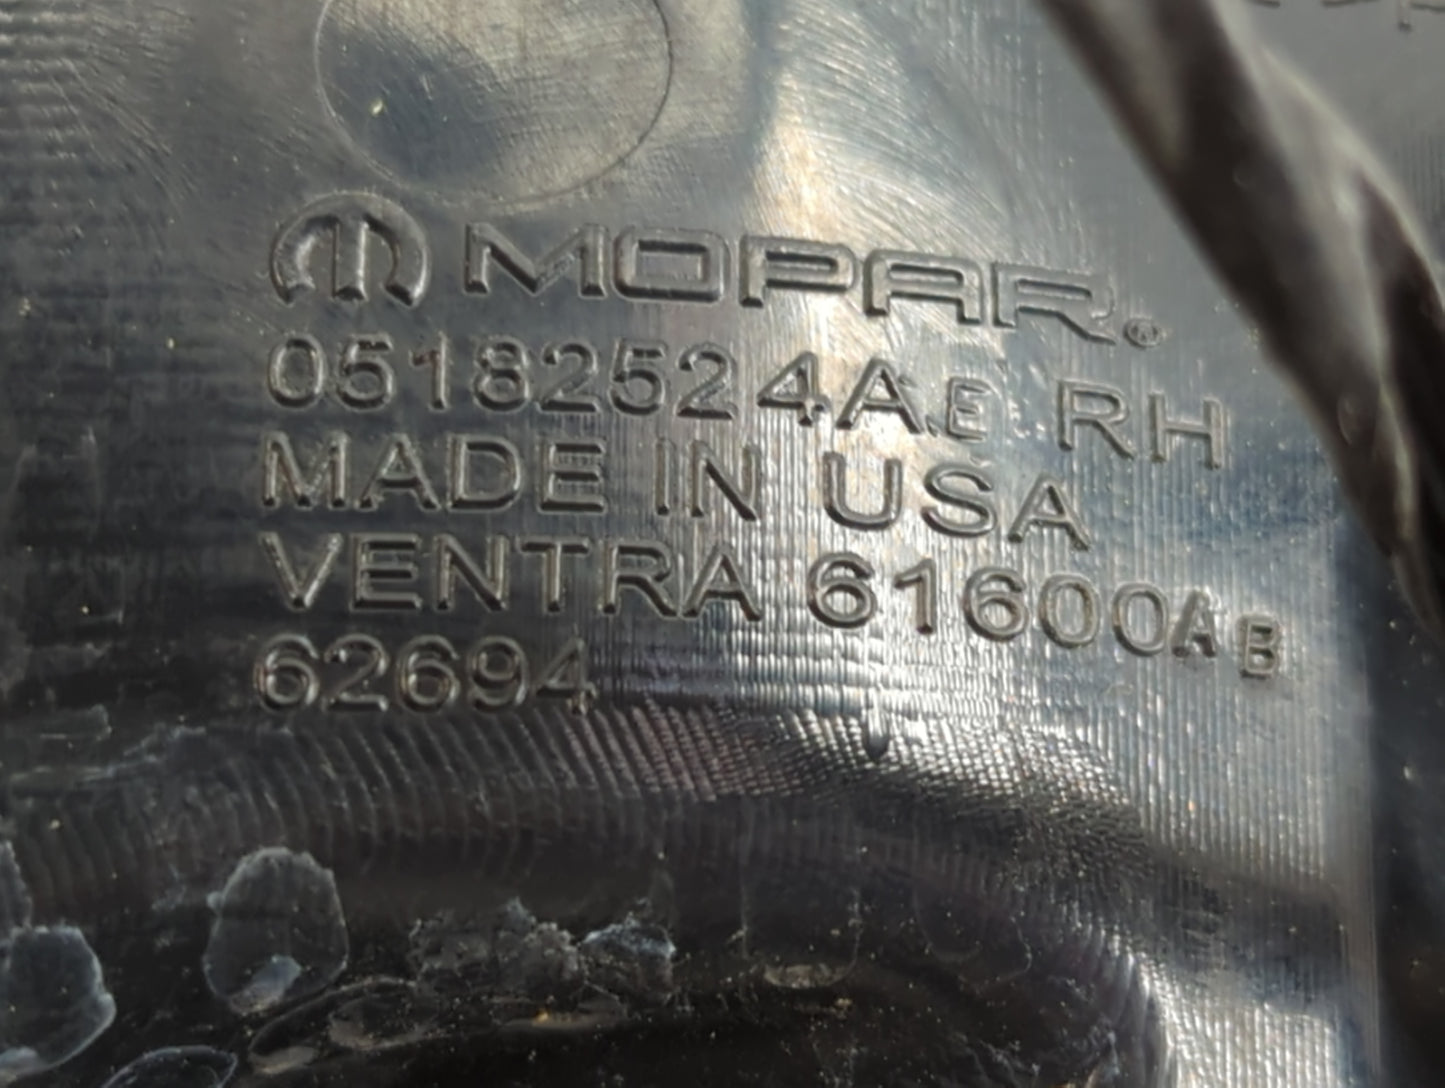 MOPAR®
05182524AE RH
MADE IN USA
VENTRA 61600AB
62694